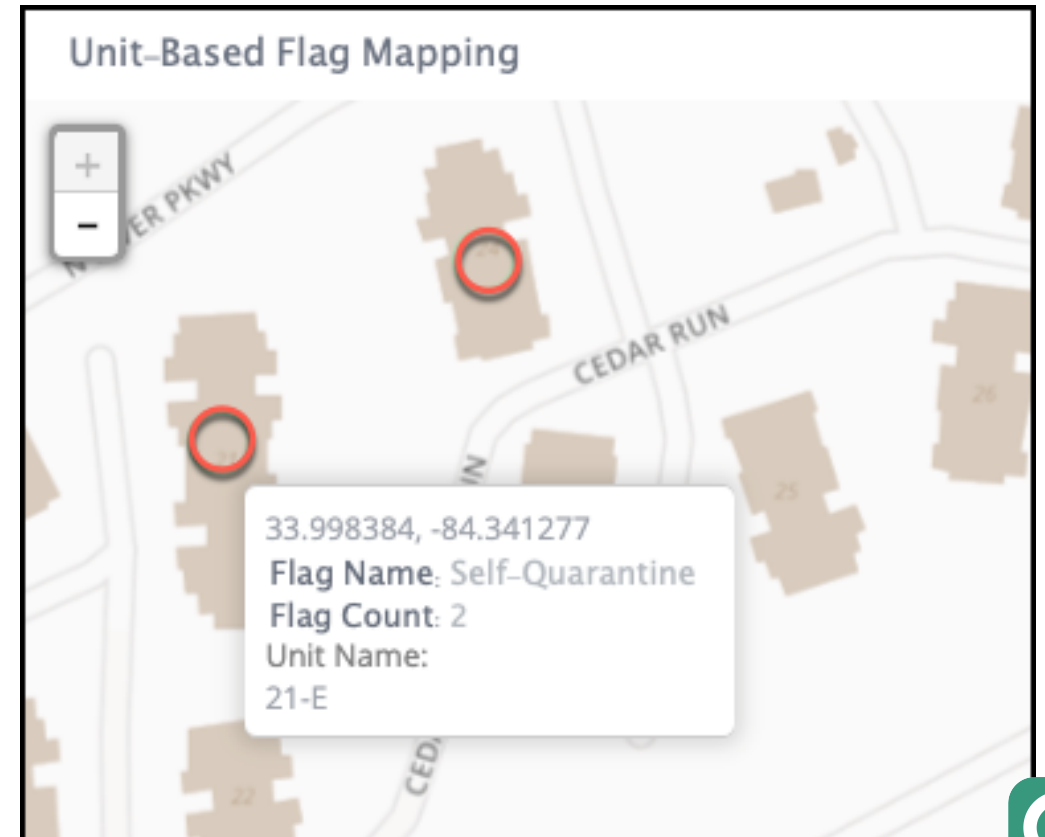 Unit-Based Flag Mapping
+
-
CEDAR RUN
26
25
33.998384, -84.341277
Flag Name: Self-Quarantine
Flag Count: 2
Unit Name:
21-E
22